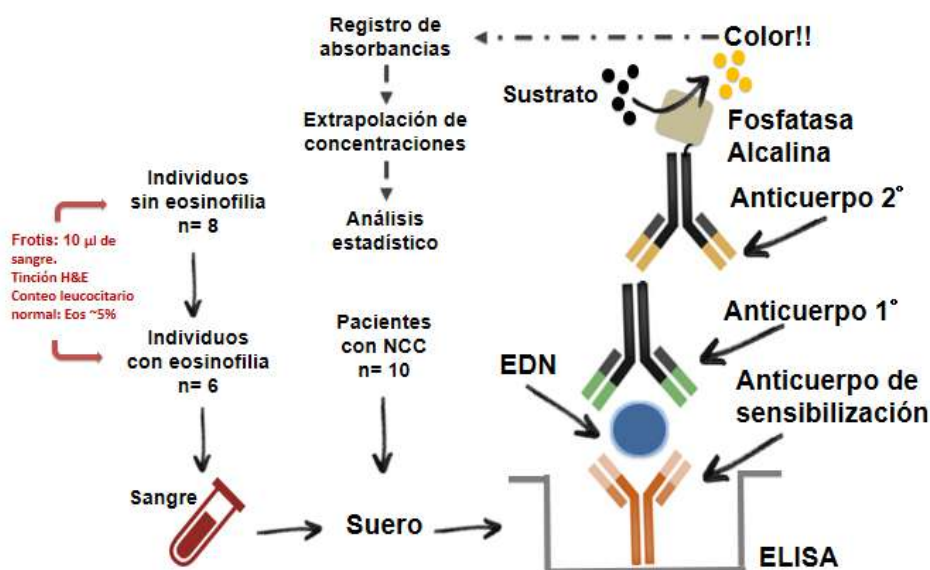 Registro de
absorbancias
Color!!
Sustrato
Extrapolación de
concentraciones
Fosfatasa
Alcalina
Individuos
sin eosinofilia
n= 8
Análisis
estadístico
Anticuerpo 2°
Frotis: 10 µl de
sangre.
Tinción H&E
Conteo leucocitario
normal: Eos ~5%
Individuos
con eosinofilia
n= 6
Pacientes
con NCC
n= 10
Anticuerpo 1°
EDN
Anticuerpo de
sensibilización
Sangre
Suero
ELISA